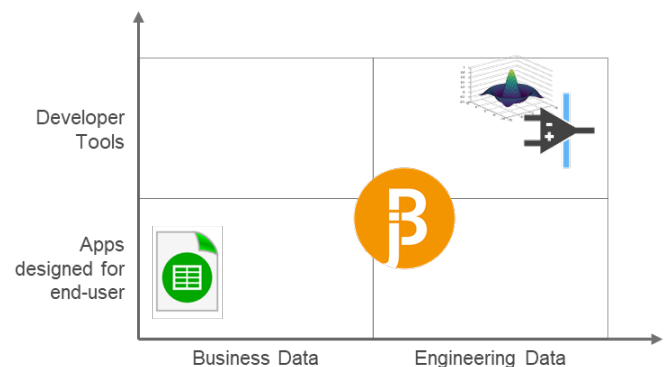 Developer
Tools
Apps
designed for
end-user
Business Data
Engineering Data